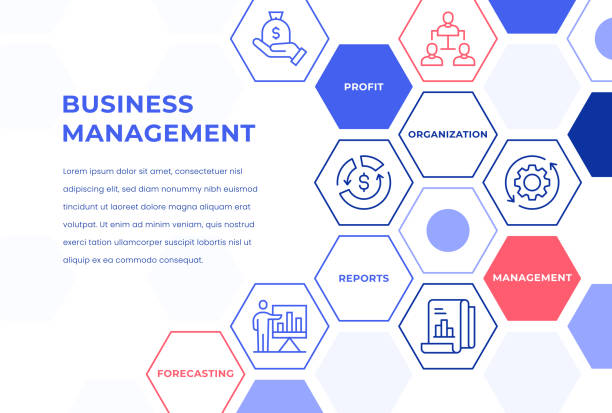 BUSINESS
MANAGEMENT
Lorem ipsum dolor sit amet, consectetuer nisl
adipiscing elit, sed diam nonummy nibh euismod
tincidunt ut laoreet dolore magna aliquam erat
volutpat. Ut enim ad minim veniam, quis nostrud
exerci tation ullamcorper suscipit lobortis nisl ut
aliquip ex ea commodo consequat.
$
PROFIT
ORGANIZATION
$
REPORTS
MANAGEMENT
FORECASTING